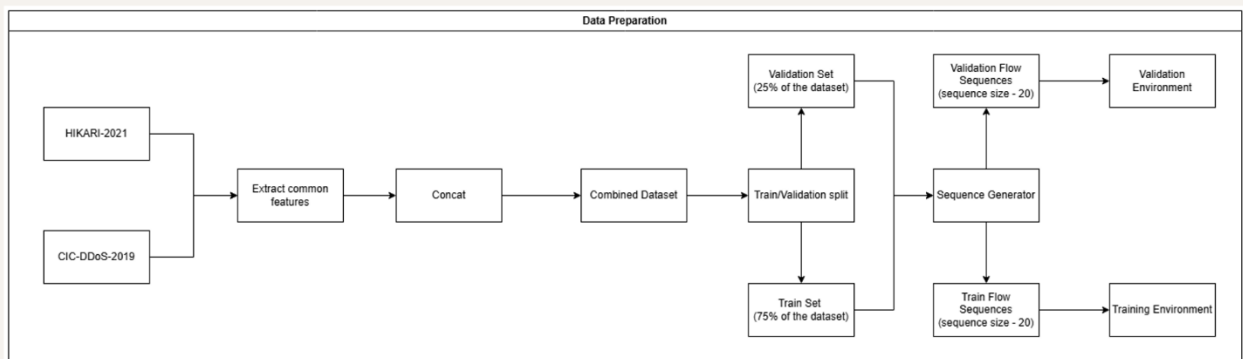 Data Preparation
HIKARI-2021
CIC-DDoS-2019
Extract common
features
Concat
Combined Dataset
Validation Set
(25% of the dataset)
Train/Validation split
Train Set
(75% of the dataset)
Validation Flow
Sequences
(sequence size - 20)
Sequence Generator
Train Flow
Sequences
(sequence size - 20)
Validation
Environment
Training Environment